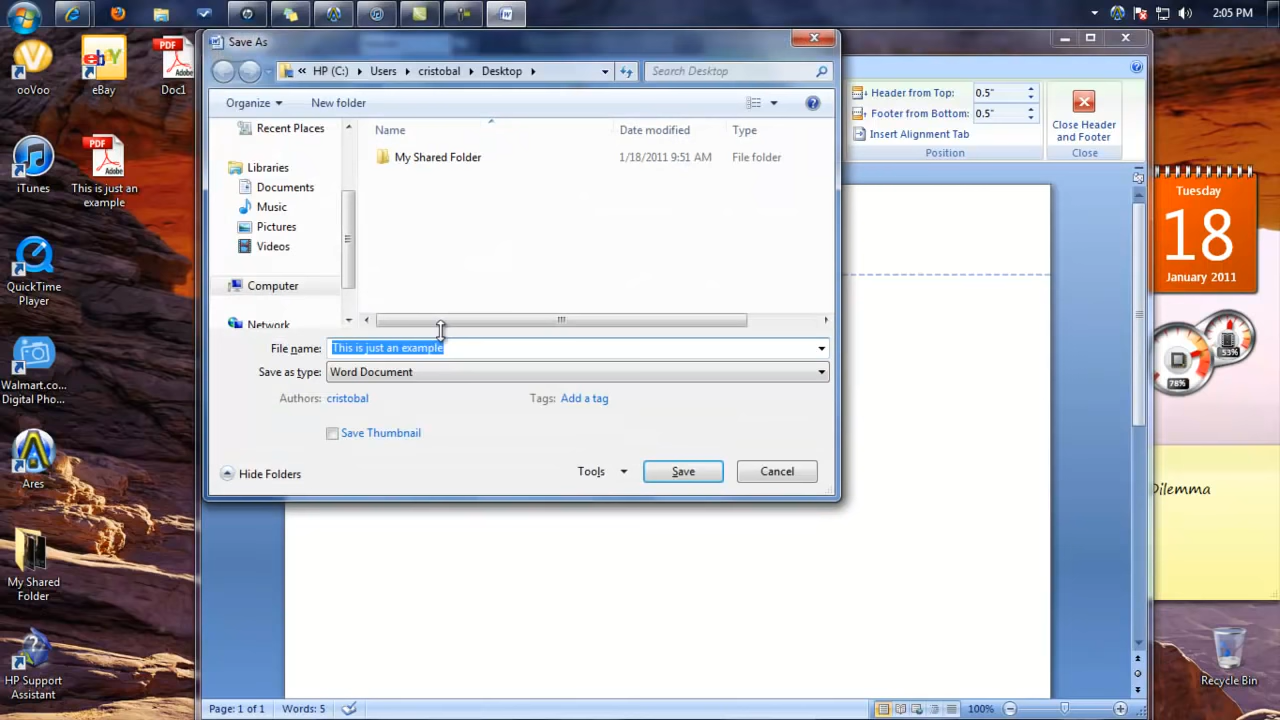 2:05 PM
Save As
HP (C:)
Users
cristobal
Desktop
Search Desktop
Organize
New folder
Name
Date modified
Type
Recent Places
My Shared Folder
1/18/2011 9:51 AM
File folder
Libraries
Documents
Music
Pictures
Videos
Computer
Network
File name:
This is just an example
Save as type:
Word Document
Authors:
cristobal
Tags:
Add a tag
Save Thumbnail
Hide Folders
Tools
Save
Cancel
Header from Top:
0.5"
Footer from Bottom:
0.5"
Insert Alignment Tab
Position
Close Header
and Footer
Close
ooVoo
eBay
PDF
Adobe
Doc1
iTunes
PDF
Adobe
This is just an
example
QuickTime
Player
Walmart.co...
Digital Pho...
Ares
My Shared
Folder
HP Support
Assistant
Tuesday
18
January 2011
53%
78%
Dilemma
Recycle Bin
Page: 1 of 1
Words: 5
100%